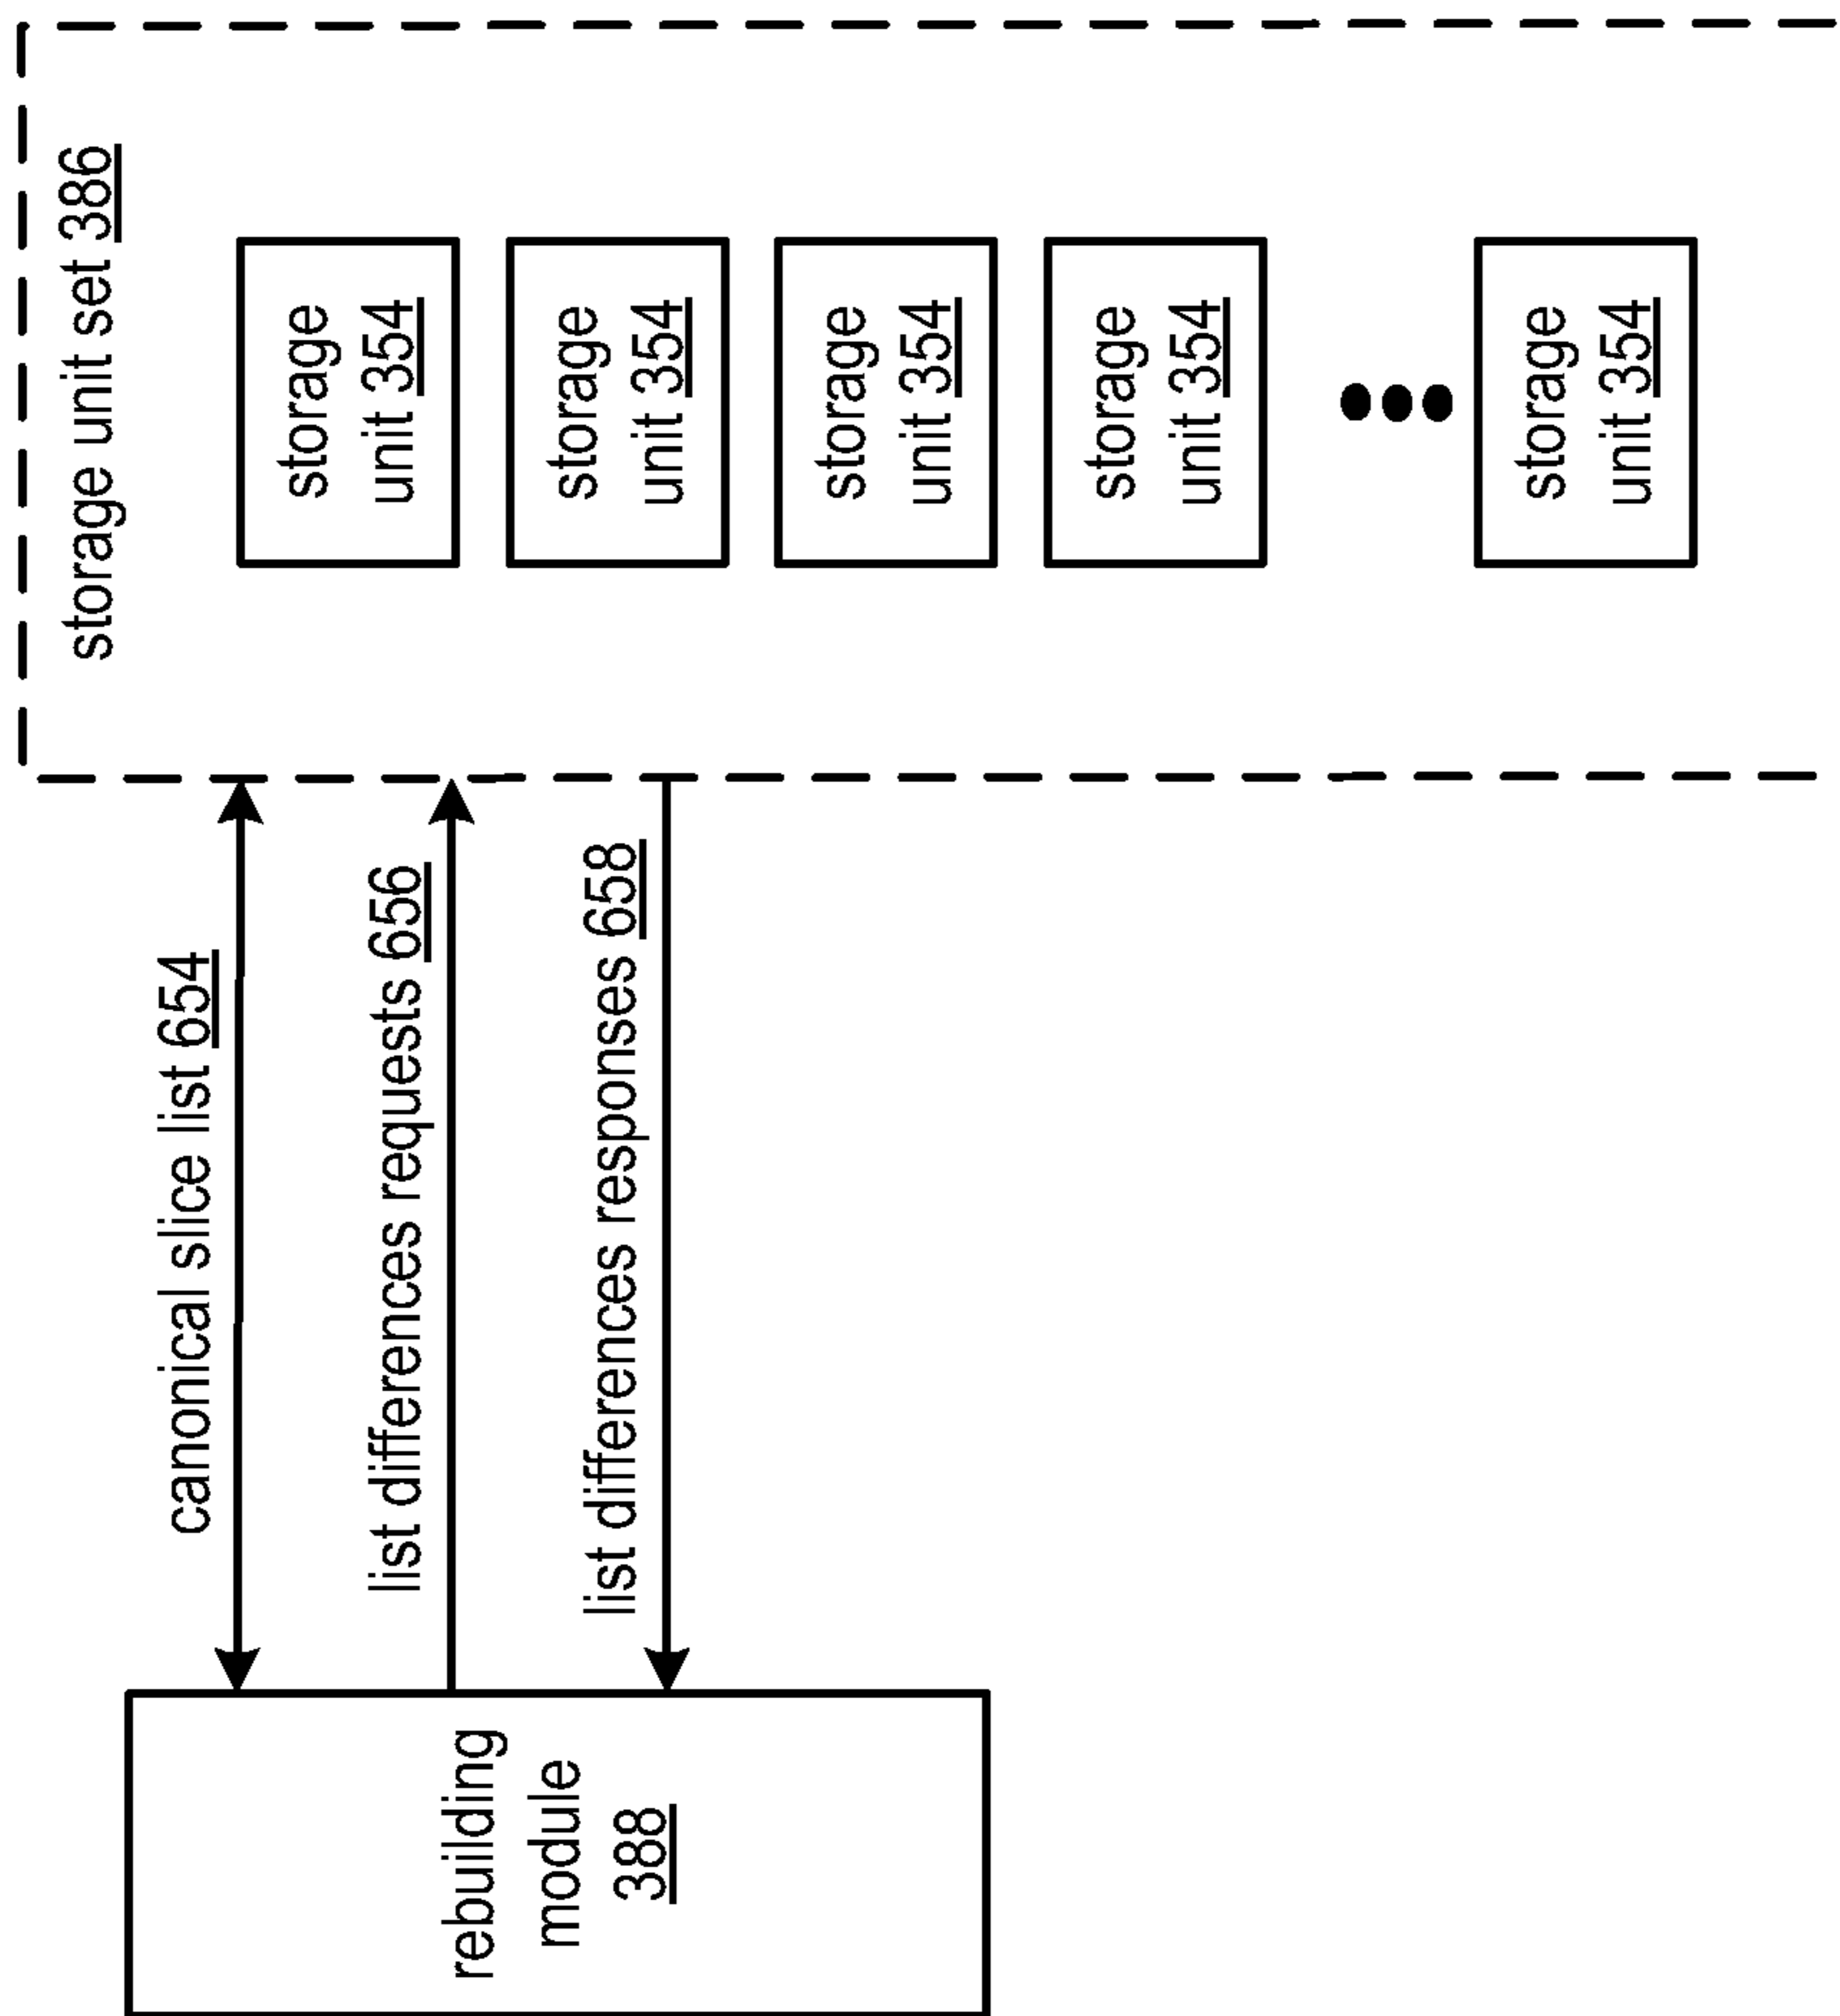 storage unit set 386
storage
unit 354
storage
unit 354
storage
unit 354
storage
unit 354
storage
unit 354
canonical slice list 654
list differences requests 656
list differences responses 658
rebuilding
module
388